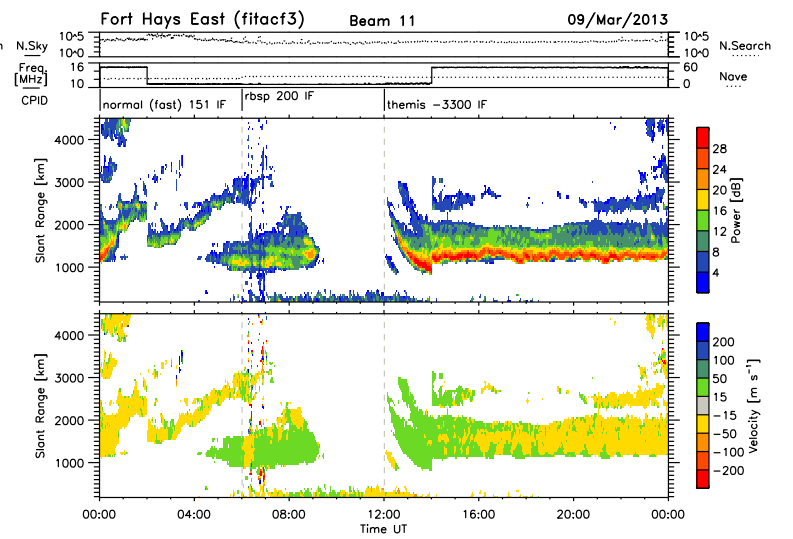 Fort Hays East (fitacf3)
Beam 11
09/Mar/2013
n N.Sky
10^5
10^0
10^5
10^0
N.Search
Freq.
[MHz]
16
10
60
0
Nave
CPID
normal (fast) 151 IF
rbsp 200 IF
themis -3300 IF
Slant Range [km]
4000
3000
2000
1000
28
24
20
16
12
8
4
Power [dB]
Slant Range [km]
4000
3000
2000
1000
200
100
50
15
-15
-50
-100
-200
Velocity [m s⁻¹]
00:00 04:00 08:00 12:00 16:00 20:00 00:00
Time UT